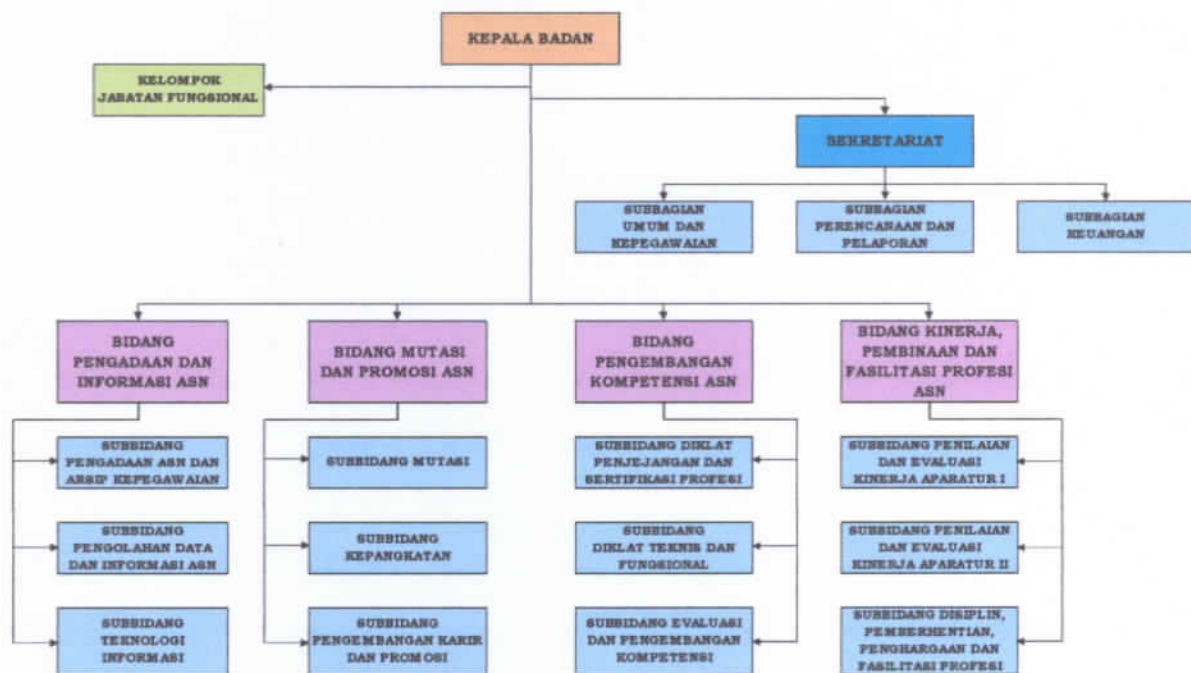 KEPALA BADAN
KELOMPOK
JABATAN FUNGSIONAL
SEKRETARIAT
SUBBAGIAN
UMUM DAN
KEPEGAWAIAN
SUBBAGIAN
PERENCANAAN DAN
PELAPORAN
SUBBAGIAN
KEUANGAN
BIDANG
PENGADAAN DAN
INFORMASI ASN
BIDANG MUTASI
DAN PROMOSI ASN
BIDANG
PENGEMBANGAN
KOMPETENSI ASN
BIDANG KINERJA,
PEMBINAAN DAN
FASILITASI PROFESI
ASN
SUBBIDANG
PENGADAAN ASN DAN
ARSIP KEPEGAWAIAN
SUBBIDANG
PENGOLAHAN DATA
DAN INFORMASI ASN
SUBBIDANG
TEKNOLOGI
INFORMASI
SUBBIDANG MUTASI
SUBBIDANG
KEPANGKATAN
SUBBIDANG
PENGEMBANGAN KARIR
DAN PROMOSI
SUBBIDANG DIKLAT
PENJEJANGAN DAN
SERTIFIKASI PROFESI
SUBBIDANG
DIKLAT TEKNIS DAN
FUNGSIONAL
SUBBIDANG EVALUASI
DAN PENGEMBANGAN
KOMPETENSI
SUBBIDANG PENILAIAN
DAN EVALUASI
KINERJA APARATUR I
SUBBIDANG PENILAIAN
DAN EVALUASI
KINERJA APARATUR II
SUBBIDANG DISIPLIN,
PEMBERHENTIAN,
PENGHARGAAN DAN
FASILITASI PROFESI